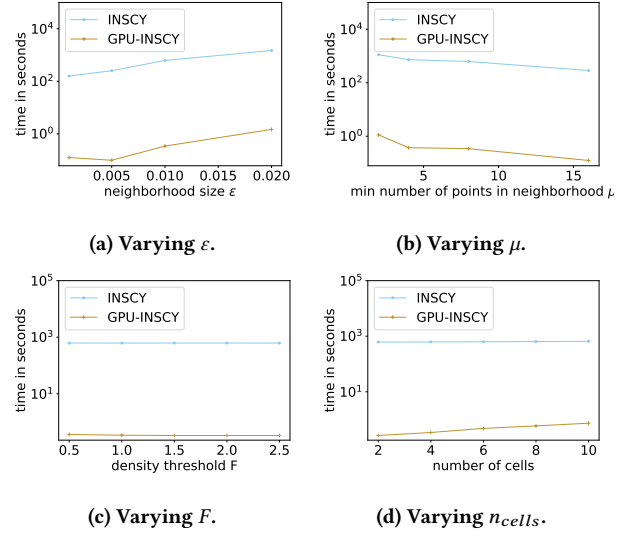 10⁴
10²
10⁰
time in seconds
INSCY
GPU-INSCY
0.005 0.010 0.015 0.020
neighborhood size ε
(a) Varying ε.
10⁴
10²
10⁰
time in seconds
INSCY
GPU-INSCY
5 10 15
min number of points in neighborhood μ
(b) Varying μ.
10⁵
10³
10¹
time in seconds
INSCY
GPU-INSCY
0.5 1.0 1.5 2.0 2.5
density threshold F
(c) Varying F.
10⁵
10³
10¹
time in seconds
INSCY
GPU-INSCY
2 4 6 8 10
number of cells
(d) Varying n_cells.